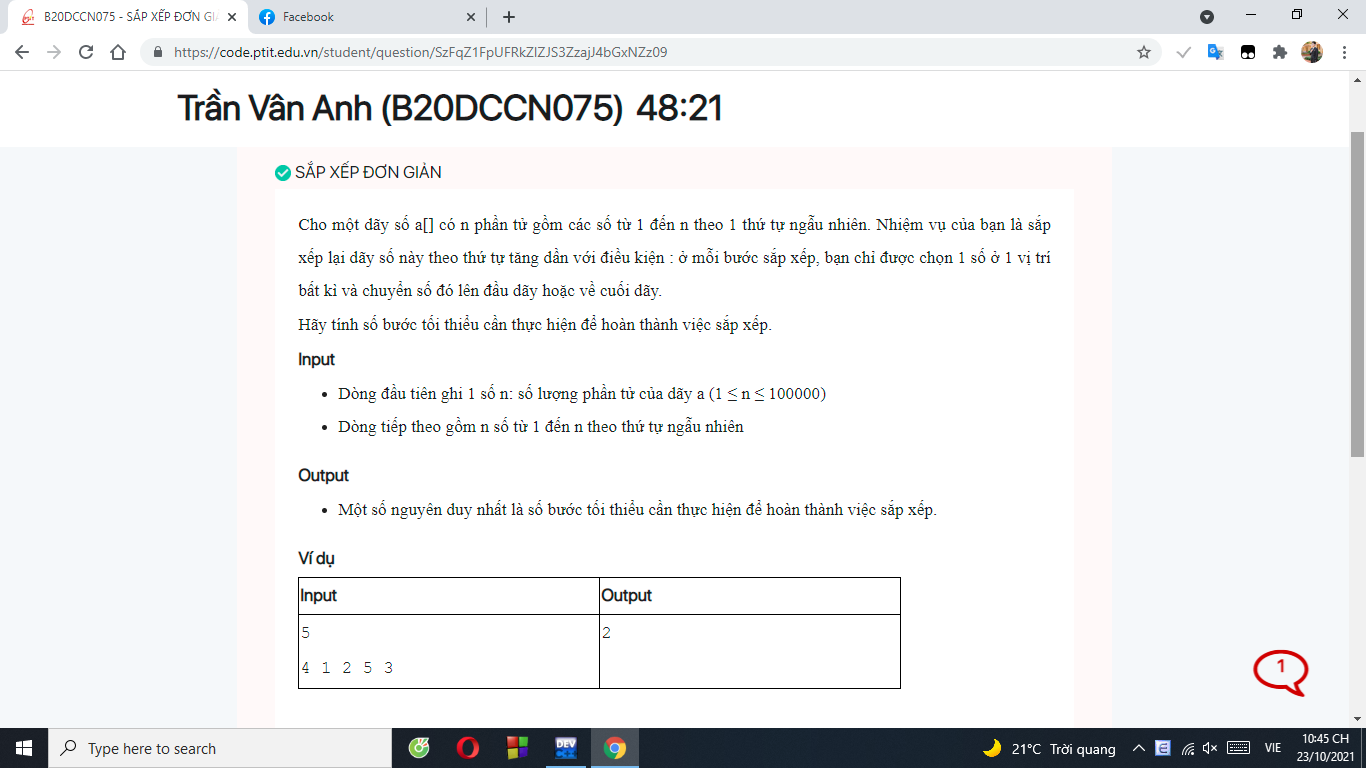 B20DCCN075 - SẮP XẾP ĐƠN GIẢ
Facebook
https://code.ptit.edu.vn/student/question/SzFqZ1FpUFRkZlZJS3ZzajJ4bGxNZz09
Trần Vân Anh (B20DCCN075) 48:21
SẮP XẾP ĐƠN GIẢN
Cho một dãy số a[] có n phần tử gồm các số từ 1 đến n theo 1 thứ tự ngẫu nhiên. Nhiệm vụ của bạn là sắp
xếp lại dãy số này theo thứ tự tăng dần với điều kiện : ở mỗi bước sắp xếp, bạn chỉ được chọn 1 số ở 1 vị trí
bất kì và chuyển số đó lên đầu dãy hoặc về cuối dãy.
Hãy tính số bước tối thiểu cần thực hiện để hoàn thành việc sắp xếp.
Input
Dòng đầu tiên ghi 1 số n: số lượng phần tử của dãy a (1 ≤ n ≤ 100000)
Dòng tiếp theo gồm n số từ 1 đến n theo thứ tự ngẫu nhiên
Output
Một số nguyên duy nhất là số bước tối thiểu cần thực hiện để hoàn thành việc sắp xếp.
Ví dụ
Input Output
5 2
4 1 2 5 3
1
Type here to search
DEV
21°C Trời quang
VIE
10:45 CH
23/10/2021